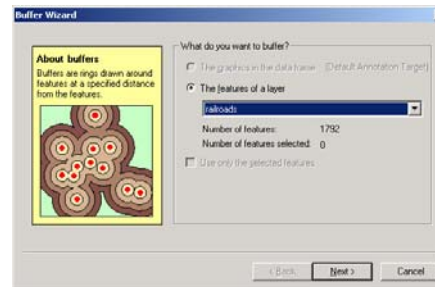 Buffer Wizard
About buffers
Buffers are rings drawn around
features at a specified distance
from the features.
What do you want to buffer?
The graphics in the data frame (Default Annotation Target)
The features of a layer
railroads
Number of features: 1792
Number of features selected: 0
Use only the selected features
< Back
Next >
Cancel